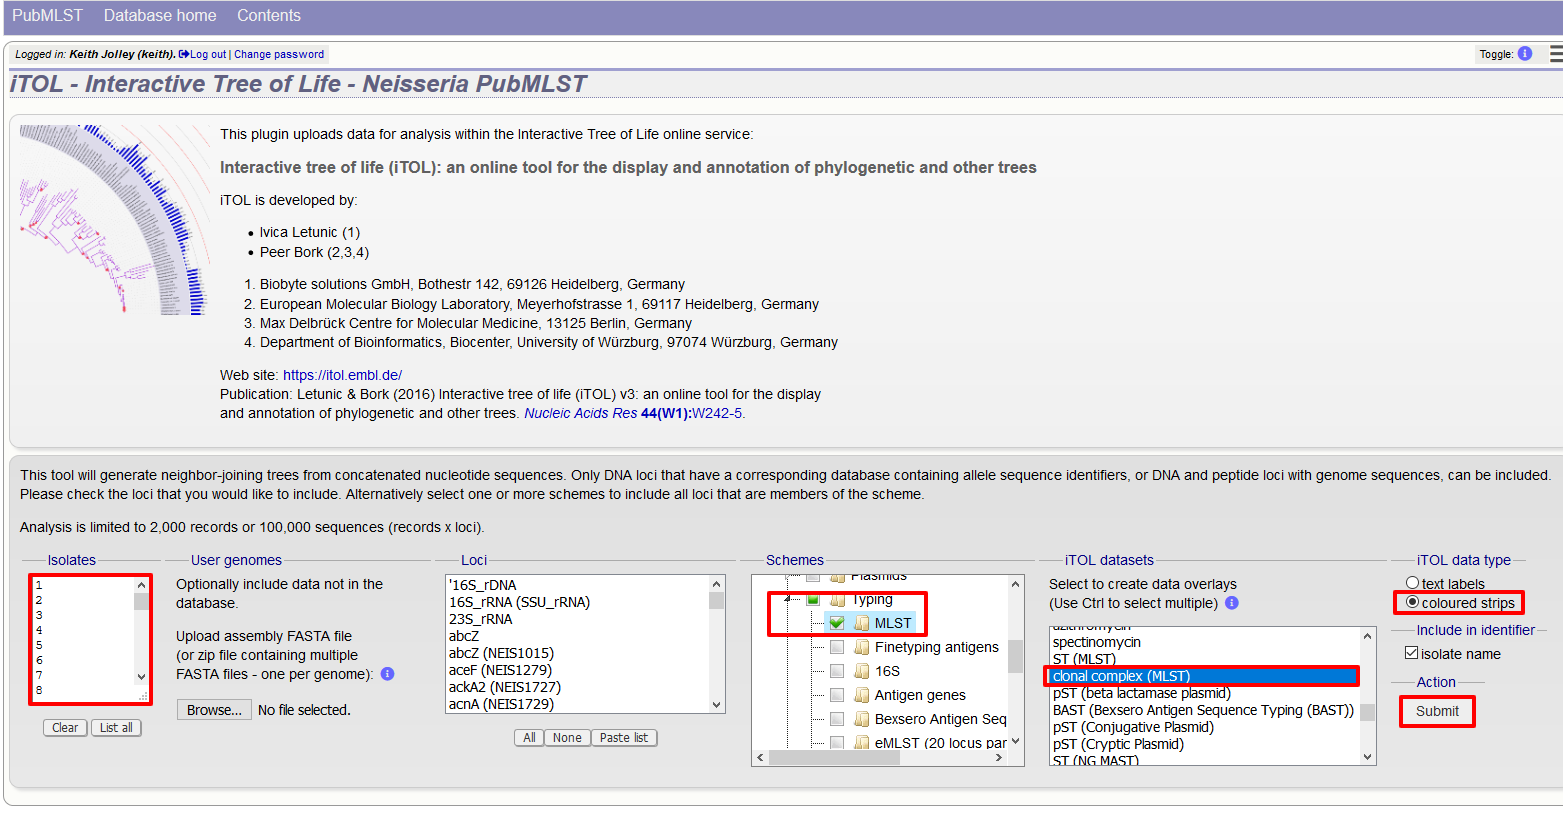 PubMLST Database home Contents
Logged in: Keith Jolley (keith). Log out | Change password
Toggle: i
iTOL - Interactive Tree of Life - Neisseria PubMLST
This plugin uploads data for analysis within the Interactive Tree of Life online service:
Interactive tree of life (iTOL): an online tool for the display and annotation of phylogenetic and other trees
iTOL is developed by:
• Ivica Letunic (1)
• Peer Bork (2,3,4)
1. Biobyte solutions GmbH, Bothestr 142, 69126 Heidelberg, Germany
2. European Molecular Biology Laboratory, Meyerhofstrasse 1, 69117 Heidelberg, Germany
3. Max Delbrück Centre for Molecular Medicine, 13125 Berlin, Germany
4. Department of Bioinformatics, Biocenter, University of Würzburg, 97074 Würzburg, Germany
Web site: https://itol.embl.de/
Publication: Letunic & Bork (2016) Interactive tree of life (iTOL) v3: an online tool for the display
and annotation of phylogenetic and other trees. Nucleic Acids Res 44(W1):W242-5.
This tool will generate neighbor-joining trees from concatenated nucleotide sequences. Only DNA loci that have a corresponding database containing allele sequence identifiers, or DNA and peptide loci with genome sequences, can be included.
Please check the loci that you would like to include. Alternatively select one or more schemes to include all loci that are members of the scheme.
Analysis is limited to 2,000 records or 100,000 sequences (records x loci).
Isolates
1
2
3
4
5
6
7
8
Clear List all
User genomes
Optionally include data not in the
database.
Upload assembly FASTA file
(or zip file containing multiple
FASTA files - one per genome): i
Browse... No file selected.
Loci
'16S_rDNA
16S_rRNA (SSU_rRNA)
23S_rRNA
abcZ
abcZ (NEIS1015)
aceF (NEIS1279)
ackA2 (NEIS1727)
acnA (NEIS1729)
All None Paste list
Schemes
Plasmids
Typing
MLST
Finetyping antigens
16S
Antigen genes
Bexsero Antigen Seq
eMLST (20 locus par
iTOL datasets
Select to create data overlays
(Use Ctrl to select multiple) i
azithromycin
spectinomycin
ST (MLST)
clonal complex (MLST)
pST (beta lactamase plasmid)
BAST (Bexsero Antigen Sequence Typing (BAST))
pST (Conjugative Plasmid)
pST (Cryptic Plasmid)
ST (NG MAST)
iTOL data type
text labels
coloured strips
Include in identifier
isolate name
Action
Submit